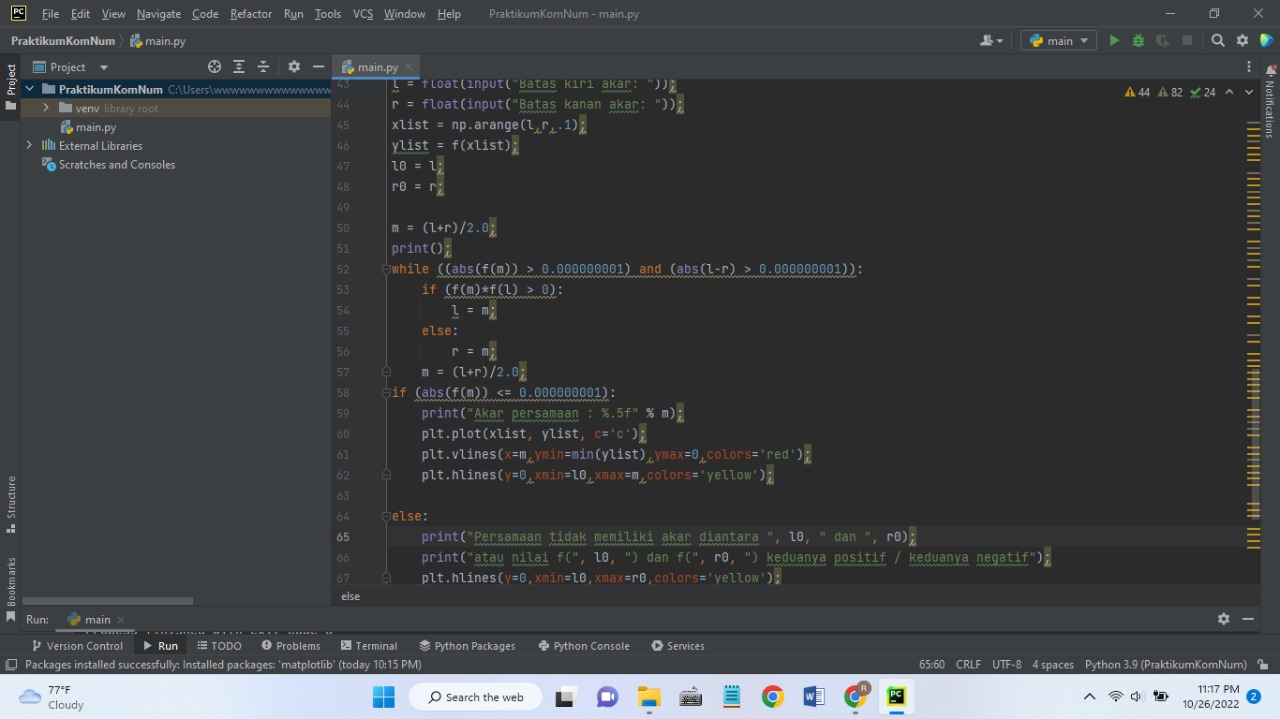 PC File Edit View Navigate Code Refactor Run Tools VCS Window Help PraktikumKomNum - main.py
PraktikumKomNum main.py main
Project main.py
PraktikumKomNum C:\Users\wwwwwwwwwwwwwww
venv library root
main.py
External Libraries
Scratches and Consoles
Project
Structure
Bookmarks
Notifications
44 82 24
43 l = float(input("Batas kiri akar: "));
44 r = float(input("Batas kanan akar: "));
45 xlist = np.arange(l,r,.1);
46 ylist = f(xlist);
47 l0 = l;
48 r0 = r;
49
50 m = (l+r)/2.0;
51 print();
52 while ((abs(f(m)) > 0.000000001) and (abs(l-r) > 0.000000001)):
53 if (f(m)*f(l) > 0):
54 l = m;
55 else:
56 r = m;
57 m = (l+r)/2.0;
58 if (abs(f(m)) <= 0.000000001):
59 print("Akar persamaan : %.5f" % m);
60 plt.plot(xlist, ylist, c='c');
61 plt.vlines(x=m,ymin=min(ylist),ymax=0,colors='red');
62 plt.hlines(y=0,xmin=l0,xmax=m,colors='yellow');
63
64 else:
65 print("Persamaan tidak memiliki akar diantara ", l0, " dan ", r0);
66 print("atau nilai f(", l0, ") dan f(", r0, ") keduanya positif / keduanya negatif");
67 plt.hlines(y=0,xmin=l0,xmax=r0,colors='yellow');
else
Run: main
Version Control Run TODO Problems Terminal Python Packages Python Console Services
Packages installed successfully: Installed packages: 'matplotlib' (today 10:15 PM) 65:60 CRLF UTF-8 4 spaces Python 3.9 (PraktikumKomNum)
77°F
Cloudy
Search the web
W
R
PC
11:17 PM
10/26/2022
2